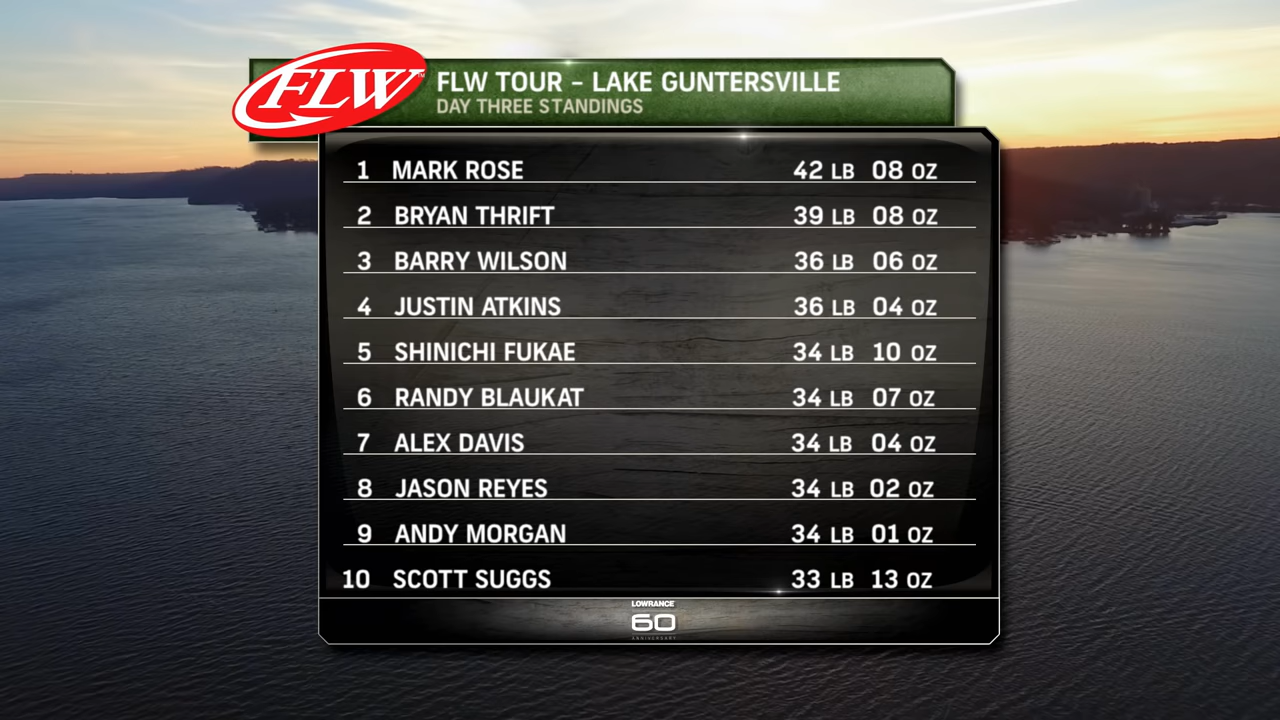 FLW™
FLW TOUR - LAKE GUNTERSVILLE
DAY THREE STANDINGS
1 MARK ROSE 42 LB 08 OZ
2 BRYAN THRIFT 39 LB 08 OZ
3 BARRY WILSON 36 LB 06 OZ
4 JUSTIN ATKINS 36 LB 04 OZ
5 SHINICHI FUKAE 34 LB 10 OZ
6 RANDY BLAUKAT 34 LB 07 OZ
7 ALEX DAVIS 34 LB 04 OZ
8 JASON REYES 34 LB 02 OZ
9 ANDY MORGAN 34 LB 01 OZ
10 SCOTT SUGGS 33 LB 13 OZ
LOWRANCE
60
ANNIVERSARY